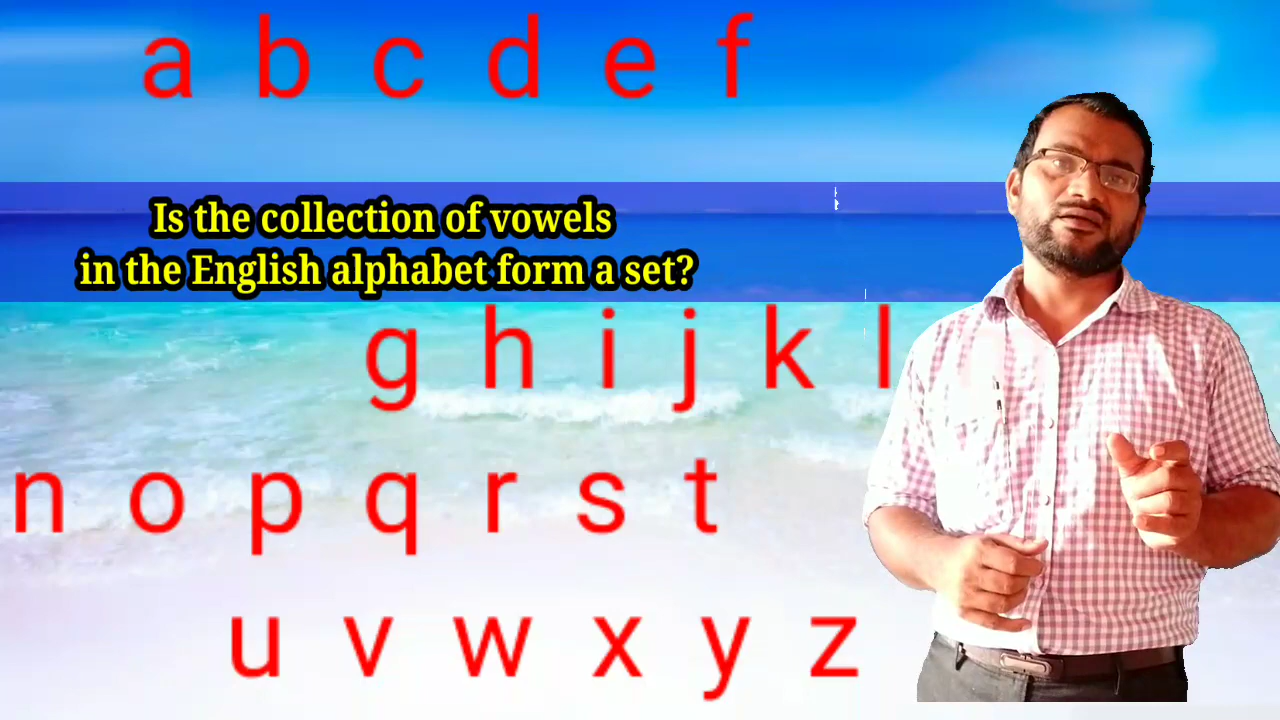 a b c d e f
Is the collection of vowels
in the English alphabet form a set?
g h i j k l
n o p q r s t
u v w x y z